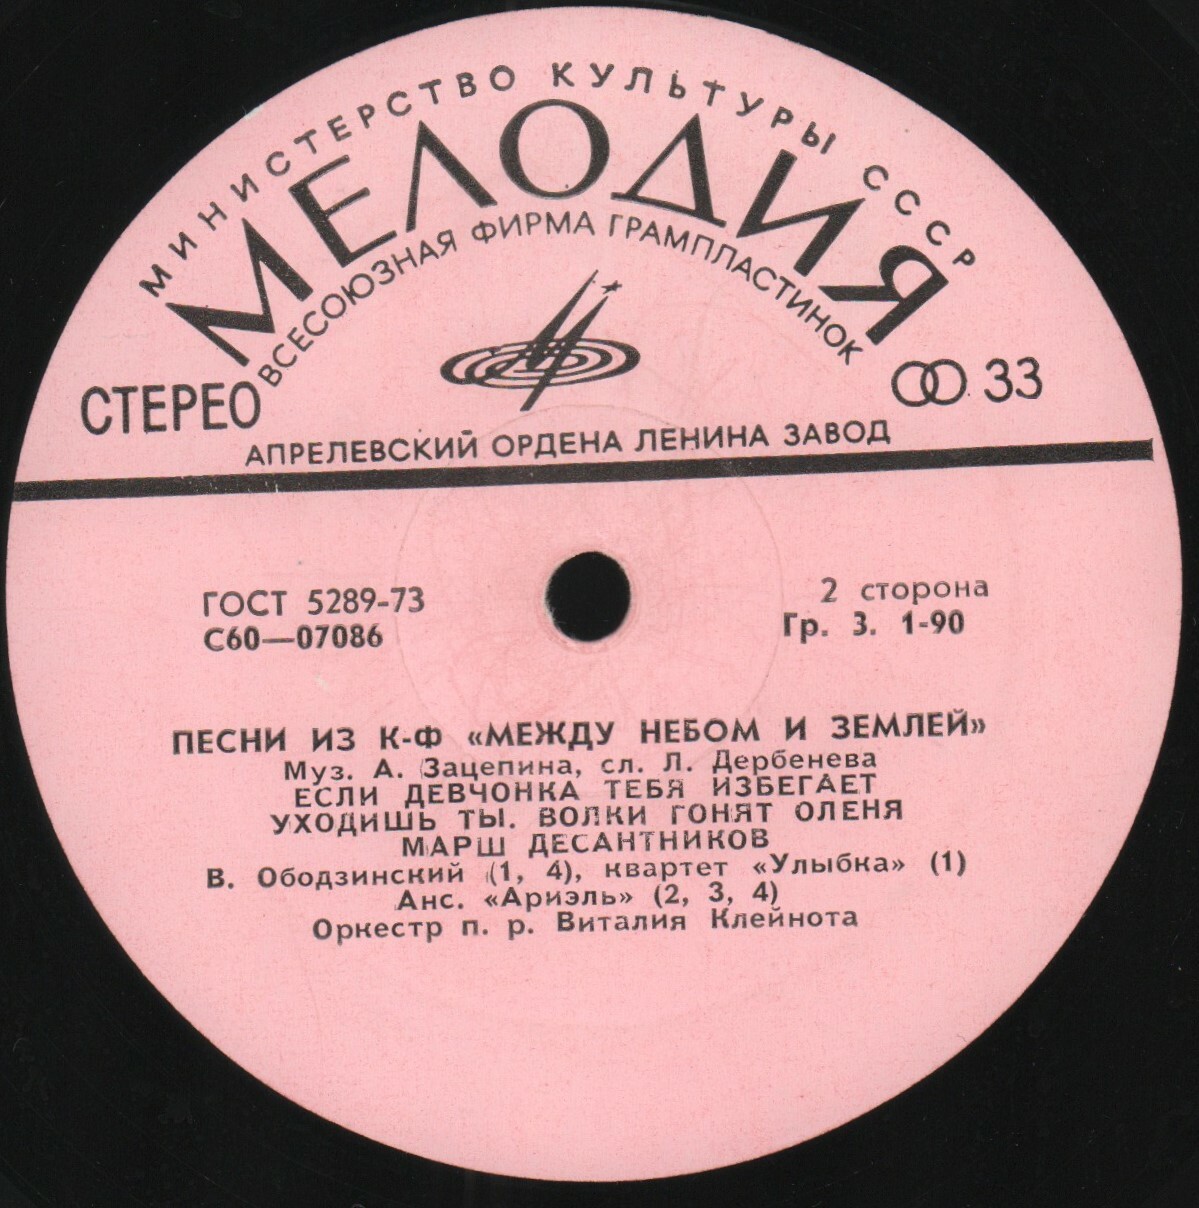 МИНИСТЕРСТВО КУЛЬТУРЫ СССР
МЕЛОДИЯ
ВСЕСОЮЗНАЯ ФИРМА ГРАМПЛАСТИНОК
СТЕРЕО
33
АПРЕЛЕВСКИЙ ОРДЕНА ЛЕНИНА ЗАВОД
ГОСТ 5289-73
С60—07086
2 сторона
Гр. 3. 1-90
ПЕСНИ ИЗ К-Ф «МЕЖДУ НЕБОМ И ЗЕМЛЕЙ»
Муз. А. Зацепина, сл. Л. Дербенева
ЕСЛИ ДЕВЧОНКА ТЕБЯ ИЗБЕГАЕТ
УХОДИШЬ ТЫ. ВОЛКИ ГОНЯТ ОЛЕНЯ
МАРШ ДЕСАНТНИКОВ
В. Ободзинский (1, 4), квартет «Улыбка» (1)
Анс. «Ариэль» (2, 3, 4)
Оркестр п. р. Виталия Клейнота